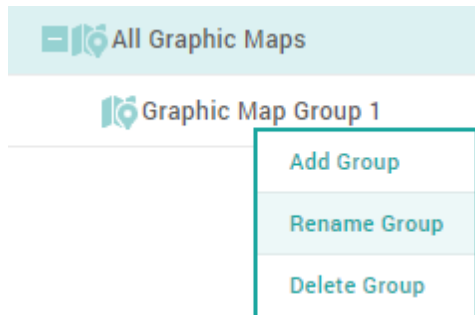 All Graphic Maps
Graphic Map Group 1
Add Group
Rename Group
Delete Group